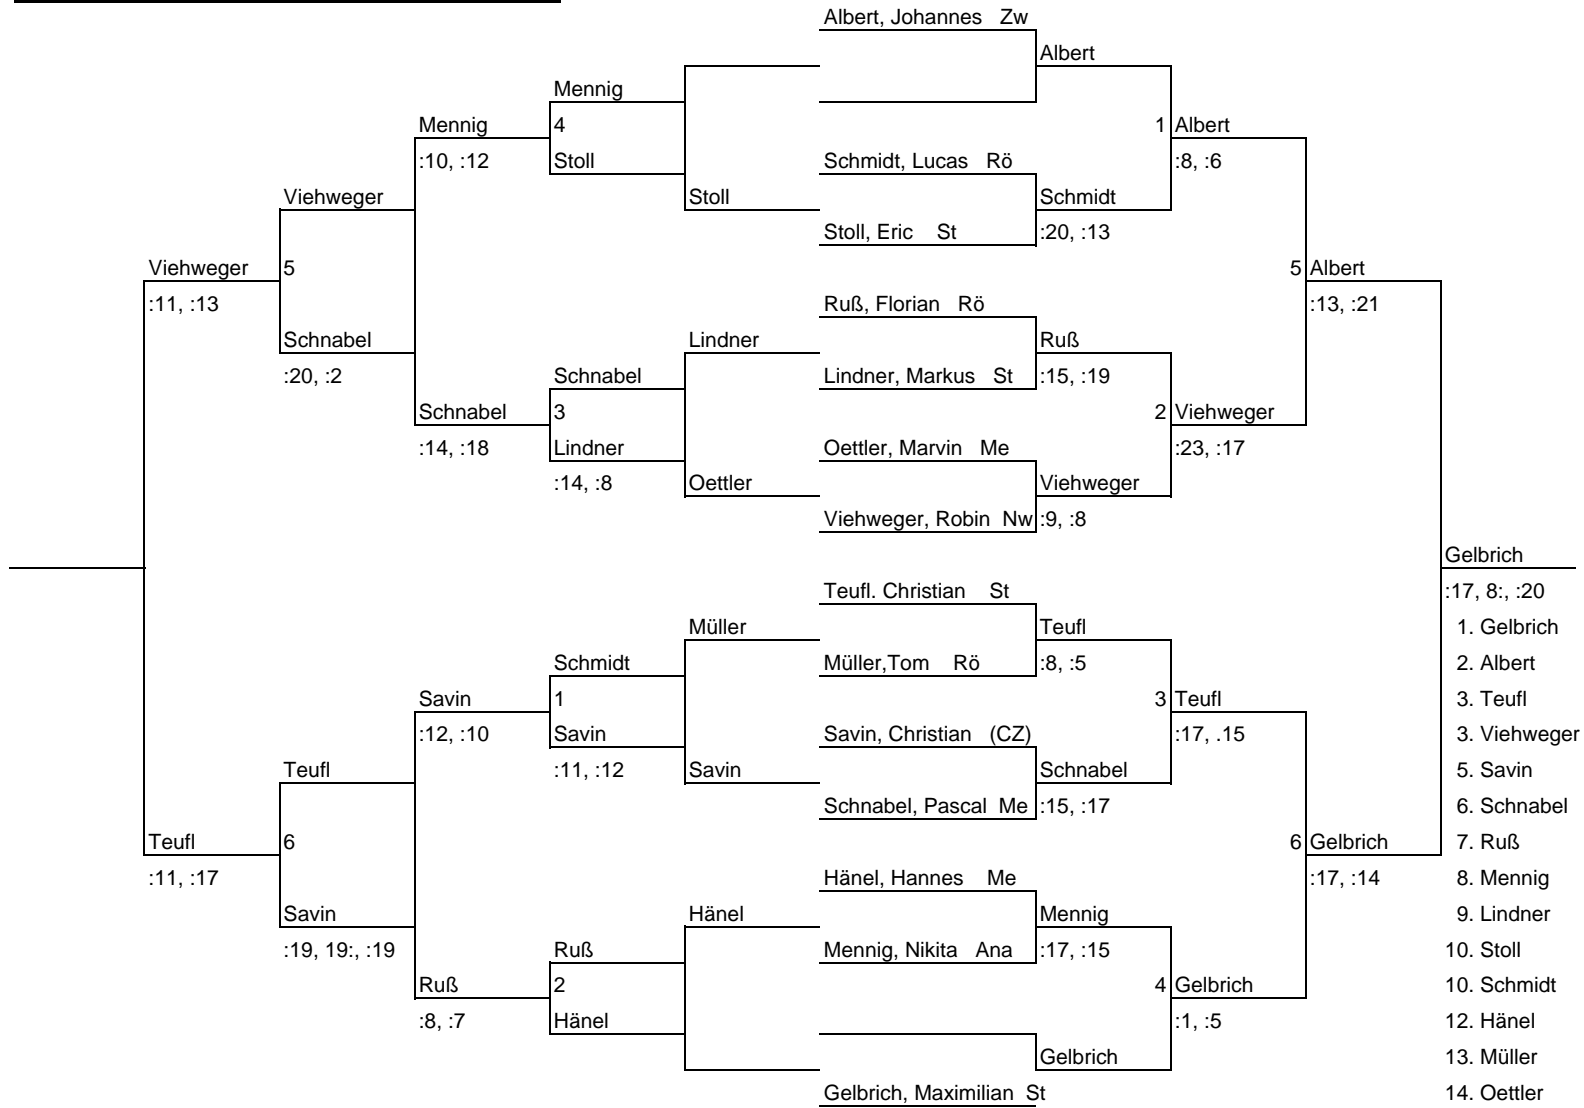 Albert, Johannes Zw
Albert
Mennig
Mennig 4 1 Albert
:10, :12 Stoll Schmidt, Lucas Rö :8, :6
Viehweger Stoll Schmidt
Stoll, Eric St :20, :13
Viehweger 5 5 Albert
:11, :13 Ruß, Florian Rö :13, :21
Schnabel Lindner Ruß
:20, :2 Schnabel Lindner, Markus St :15, :19
Schnabel 3 2 Viehweger
:14, :18 Lindner Oettler, Marvin Me :23, :17
:14, :8 Oettler Viehweger
Viehweger, Robin Nw :9, :8
Gelbrich
Teufl. Christian St :17, 8:, :20
Müller Teufl 1. Gelbrich
Schmidt Müller,Tom Rö :8, :5 2. Albert
Savin 1 3 Teufl 3. Teufl
:12, :10 Savin Savin, Christian (CZ) :17, .15 3. Viehweger
Teufl :11, :12 Savin Schnabel 5. Savin
Schnabel, Pascal Me :15, :17 6. Schnabel
Teufl 6 6 Gelbrich 7. Ruß
:11, :17 Hänel, Hannes Me :17, :14 8. Mennig
Savin Hänel Mennig 9. Lindner
:19, 19:, :19 Ruß Mennig, Nikita Ana :17, :15 10. Stoll
Ruß 2 4 Gelbrich 10. Schmidt
:8, :7 Hänel :1, :5 12. Hänel
Gelbrich 13. Müller
Gelbrich, Maximilian St 14. Oettler